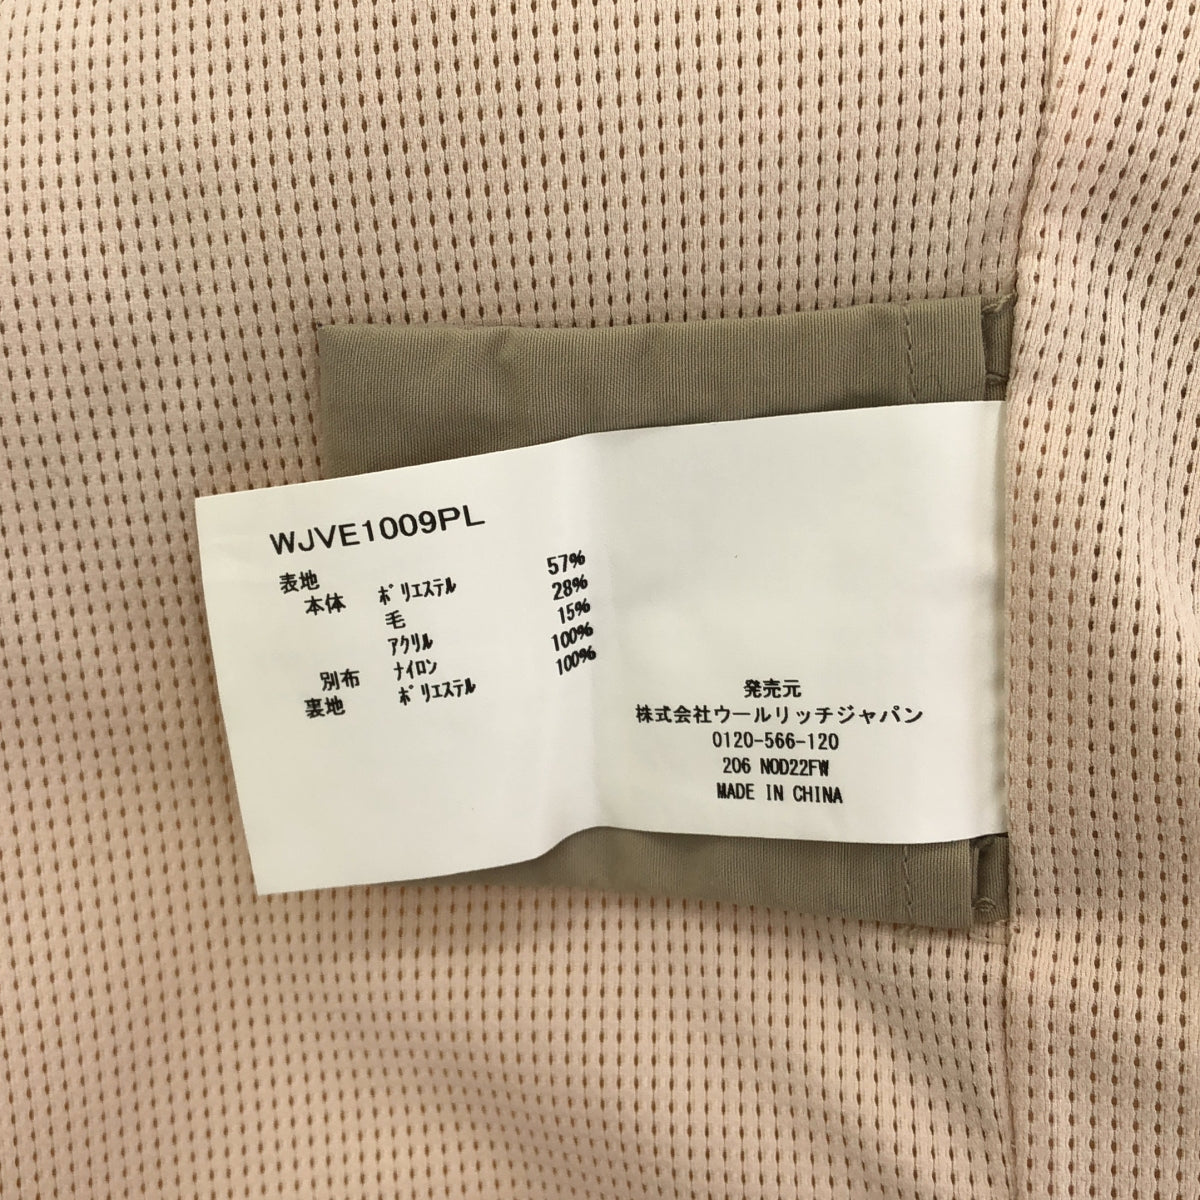 WJVE1009PL
表地
本体 ﾎﾟﾘｴｽﾃﾙ 57%
毛 28%
ｱｸﾘﾙ 15%
別布 ﾅｲﾛﾝ 100%
裏地 ﾎﾟﾘｴｽﾃﾙ 100%
発売元
株式会社ウールリッチジャパン
0120-566-120
206 NOD22FW
MADE IN CHINA